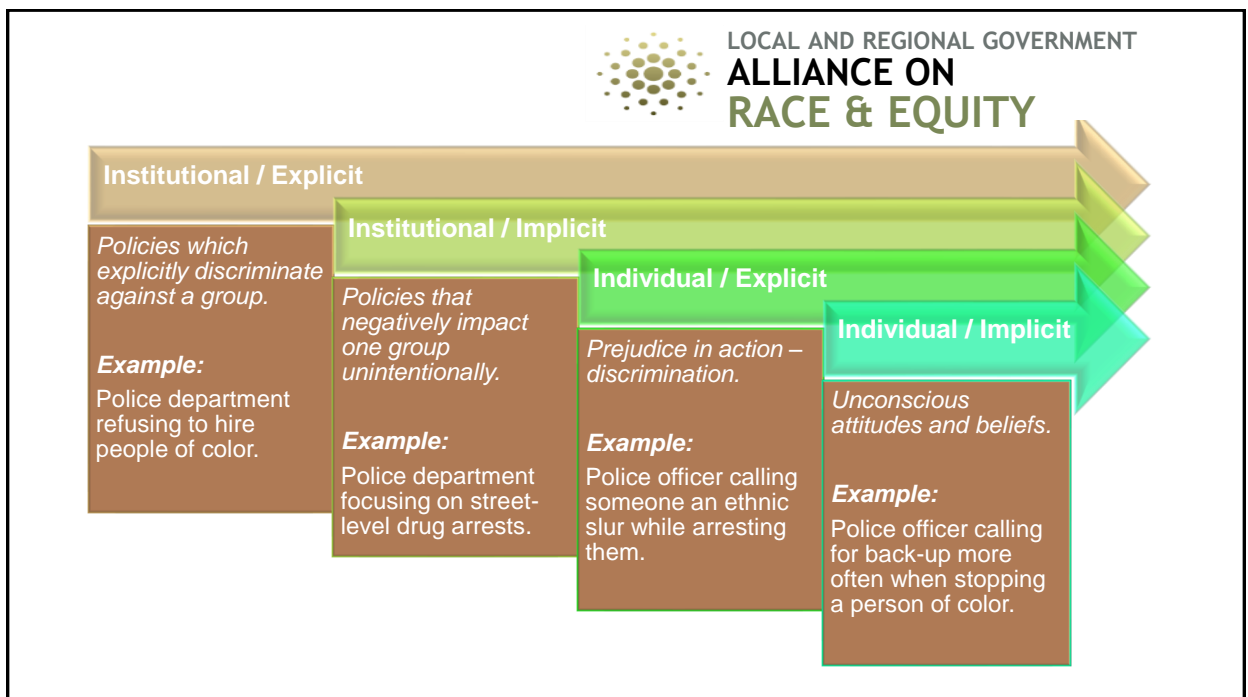 LOCAL AND REGIONAL GOVERNMENT
ALLIANCE ON
RACE & EQUITY
Institutional / Explicit
Policies which
explicitly discriminate
against a group.
Example:
Police department
refusing to hire
people of color.
Institutional / Implicit
Policies that
negatively impact
one group
unintentionally.
Example:
Police department
focusing on street-
level drug arrests.
Individual / Explicit
Prejudice in action –
discrimination.
Example:
Police officer calling
someone an ethnic
slur while arresting
them.
Individual / Implicit
Unconscious
attitudes and beliefs.
Example:
Police officer calling
for back-up more
often when stopping
a person of color.